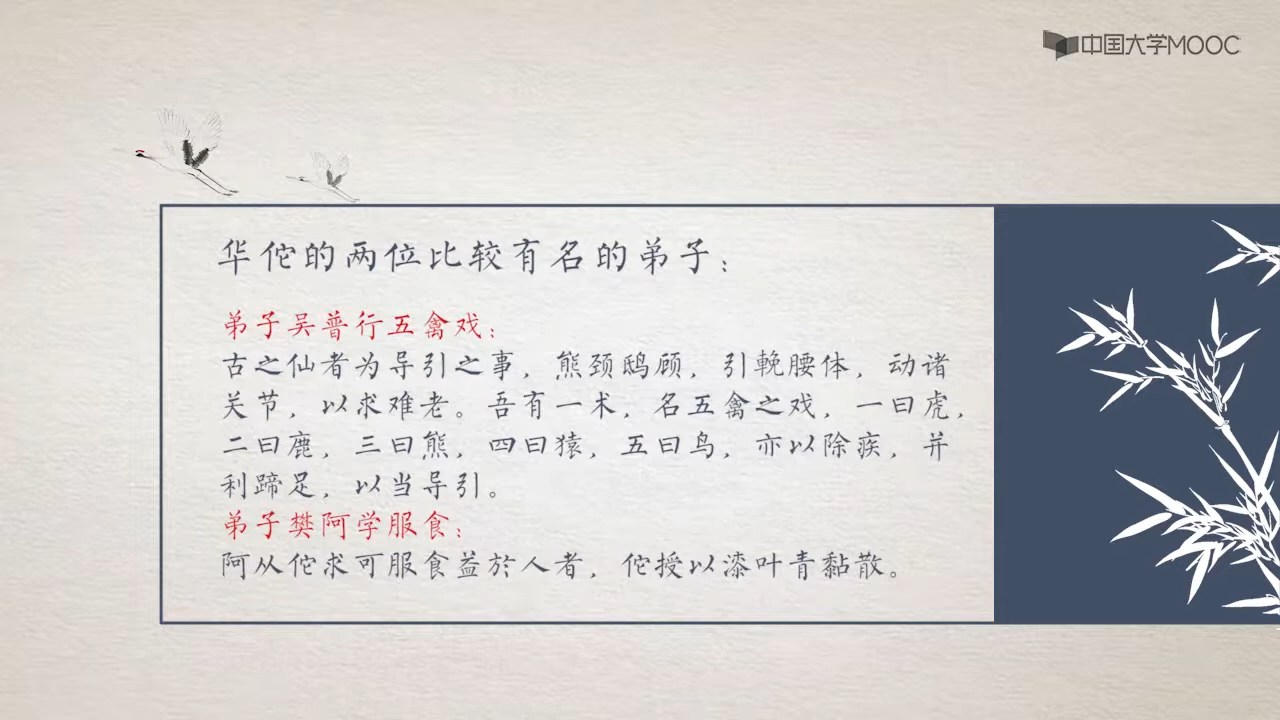 中国大学MOOC
华佗的两位比较有名的弟子：
弟子吴普行五禽戏：
古之仙者为导引之事，熊颈鸱顾，引輓腰体，动诸
关节，以求难老。吾有一术，名五禽之戏，一曰虎，
二曰鹿，三曰熊，四曰猿，五曰鸟，亦以除疾，并
利蹄足，以当导引。
弟子樊阿学服食：
阿从佗求可服食益於人者，佗授以漆叶青黏散。